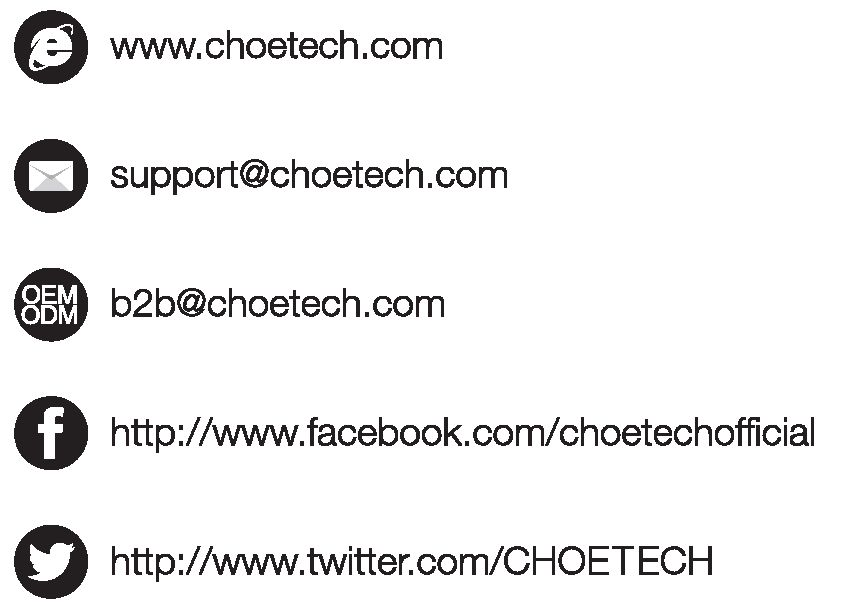 www.choetech.com
support@choetech.com
OEM
ODM
b2b@choetech.com
http://www.facebook.com/choetechofficial
http://www.twitter.com/CHOETECH